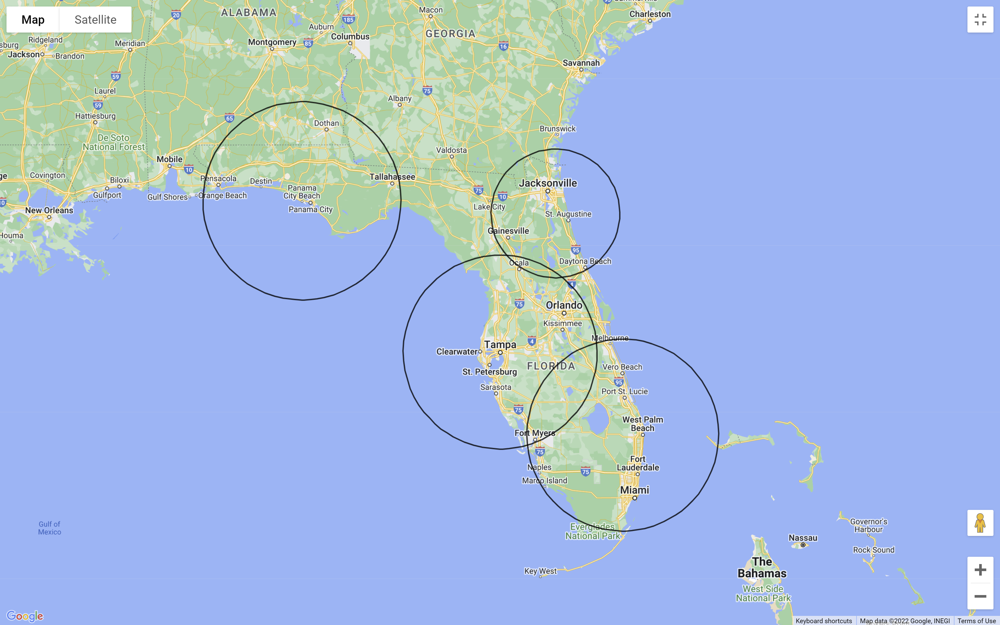 Map
Satellite
ALABAMA
20
185
Macon
95
Charleston
Auburn
Columbus
GEORGIA
Ridgeland
Meridian
Montgomery
85
16
Jackson
Brandon
Savannah
59
Laurel
75
59
Albany
Hattiesburg
65
Dothan
Brunswick
De Soto
National Forest
Valdosta
Mobile
10
Covington
Biloxi
Pensacola
Destin
Tallahassee
Jacksonville
Gulfport
Gulf Shores
Orange Beach
Panama
City Beach
75
10
10
Panama City
Lake City
New Orleans
St. Augustine
Houma
Gainesville
95
Ocala
Daytona Beach
4
75
Orlando
Kissimmee
Melbourne
4
Tampa
Clearwater
FLORIDA
Vero Beach
St. Petersburg
95
Sarasota
Port St. Lucie
75
West Palm
Beach
Fort Myers
75
Fort
Lauderdale
Naples
75
Marco Island
Miami
Gulf of
Mexico
Everglades
National Park
Governor's
Harbour
Nassau
Rock Sound
Key West
The
Bahamas
West Side
National Park
Google
Keyboard shortcuts
Map data ©2022 Google, INEGI
Terms of Use